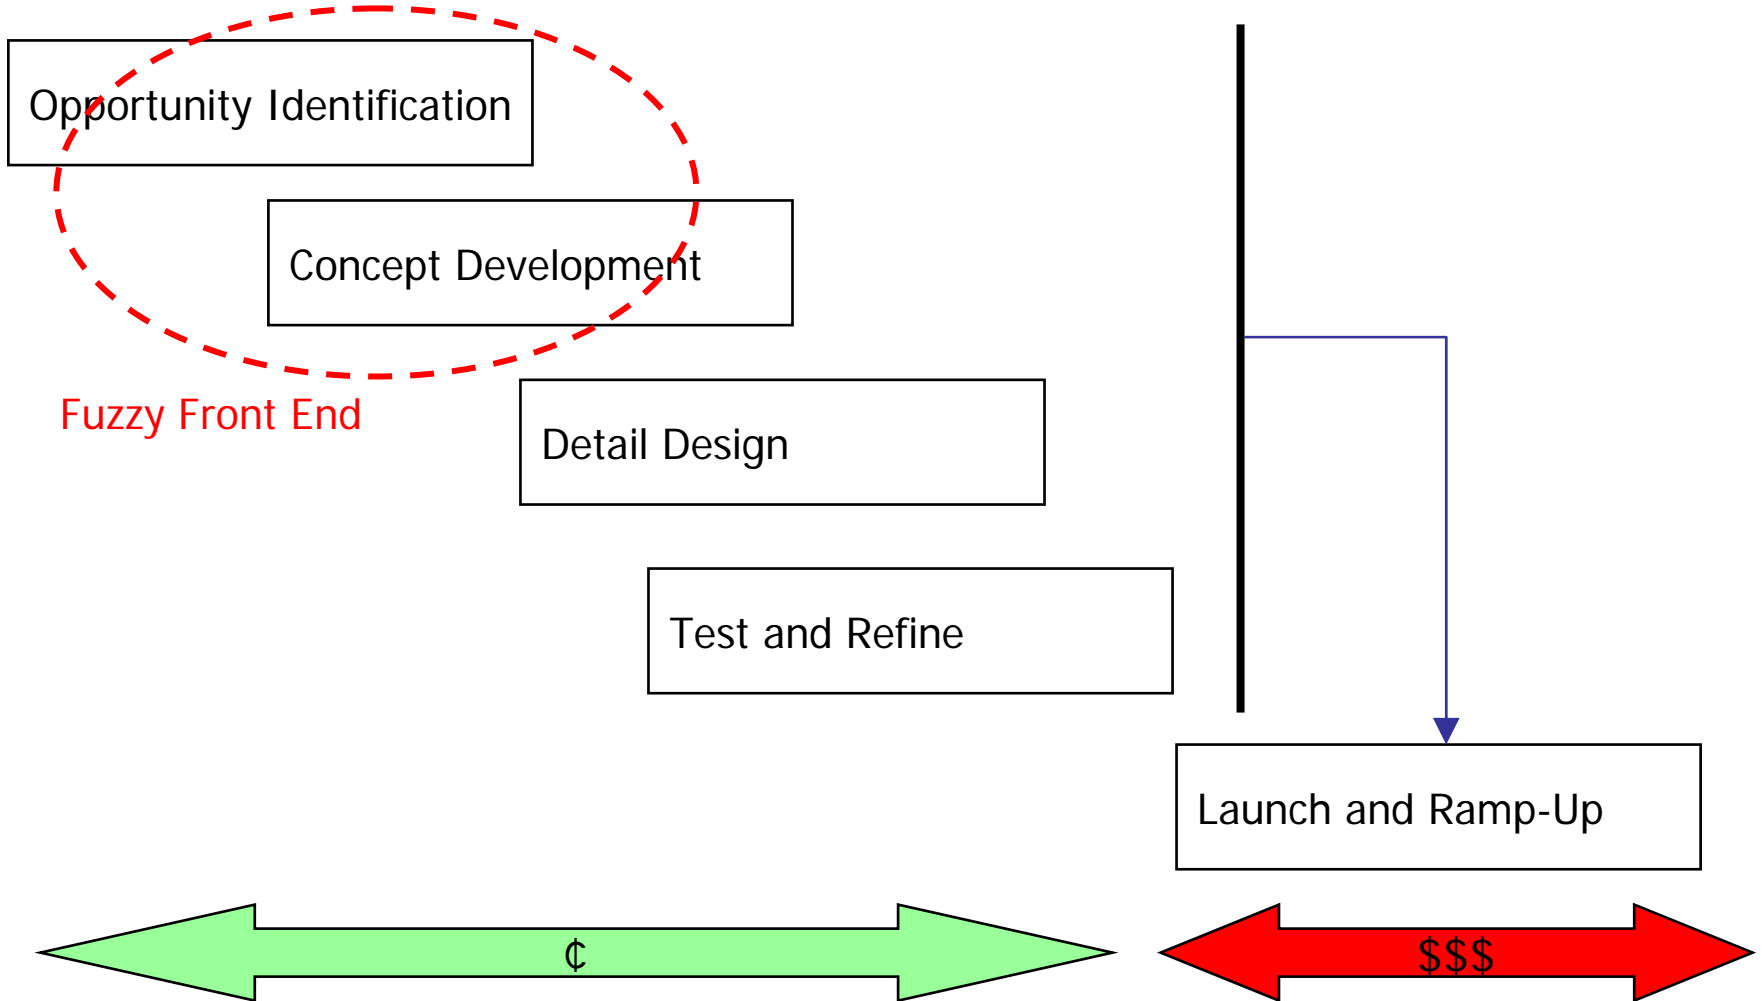 Opportunity Identification
Concept Development
Fuzzy Front End
Detail Design
Test and Refine
Launch and Ramp-Up
¢
$$$